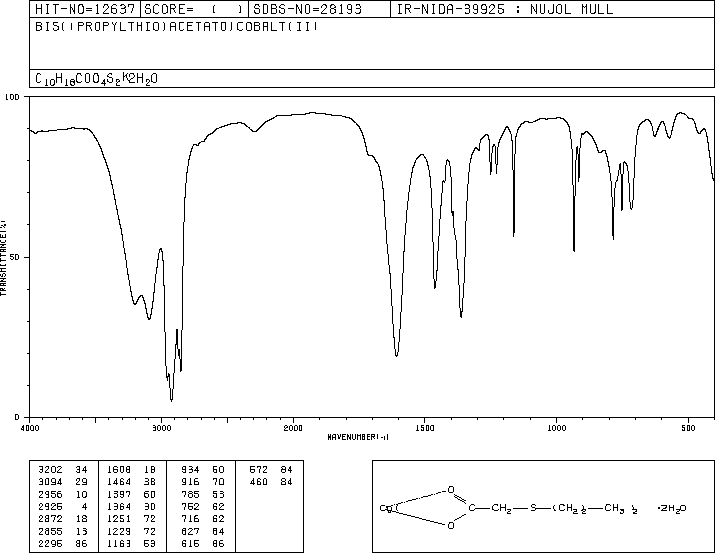 HIT-NO=12637 SCORE= ( ) SDBS-NO=28193 IR-NIDA-39925 : NUJOL MULL
BIS((PROPYLTHIO)ACETATO)COBALT(II)
C10H18COO4S2K2H2O
100
50
0
TRANSMITTANCE(%)
4000 3000 2000 1500 1000 500
WAVENUMBER(-1)
3202 34 1608 18 934 50 572 84
3094 29 1464 38 916 70 460 84
2956 10 1397 60 785 53
2925 4 1364 30 752 62
2872 18 1251 72 716 62
2855 13 1229 72 627 84
2295 86 1163 53 615 86
O
C—CH2—S—(CH2)2—CH3 )2 ·2H2O
O